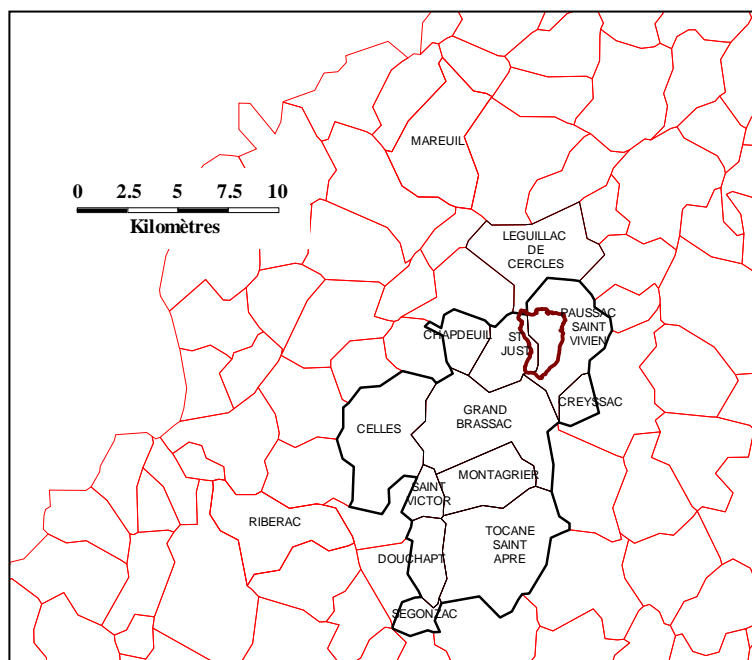 MAREUIL
0 2.5 5 7.5 10
Kilomètres
LEGUILLAC
DE
CERCLES
PAUSSAC
SAINT
VIVIEN
CHAPDEUIL
ST
JUST
CREYSSAC
GRAND
BRASSAC
CELLES
MONTAGRIER
SAINT
VICTOR
RIBERAC
TOCANE
SAINT
APRE
DOUCHAPT
SEGONZAC